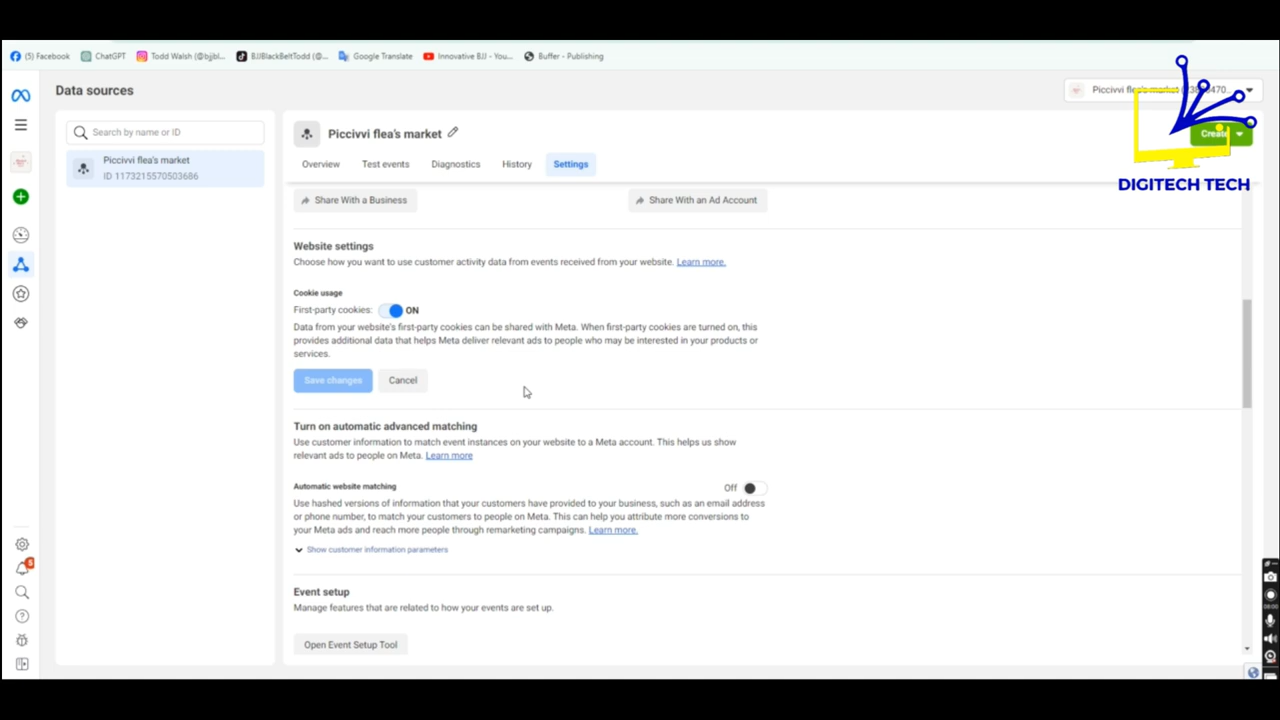 (5) Facebook
ChatGPT
Todd Walsh (@bjjbl...
BJJBlackBeltTodd (@...
Google Translate
Innovative BJJ - You...
Buffer - Publishing
Data sources
Piccivvi flea's market
Create
DIGITECH TECH
Search by name or ID
Piccivvi flea's market
ID 1173215570503686
Piccivvi flea's market
Overview
Test events
Diagnostics
History
Settings
Share With a Business
Share With an Ad Account
Website settings
Choose how you want to use customer activity data from events received from your website. Learn more.
Cookie usage
First-party cookies: ON
Data from your website's first-party cookies can be shared with Meta. When first-party cookies are turned on, this
provides additional data that helps Meta deliver relevant ads to people who may be interested in your products or
services.
Save changes
Cancel
Turn on automatic advanced matching
Use customer information to match event instances on your website to a Meta account. This helps us show
relevant ads to people on Meta. Learn more
Automatic website matching
Off
Use hashed versions of information that your customers have provided to your business, such as an email address
or phone number, to match your customers to people on Meta. This can help you attribute more conversions to
your Meta ads and reach more people through remarketing campaigns. Learn more.
Show customer information parameters
Event setup
Manage features that are related to how your events are set up.
Open Event Setup Tool